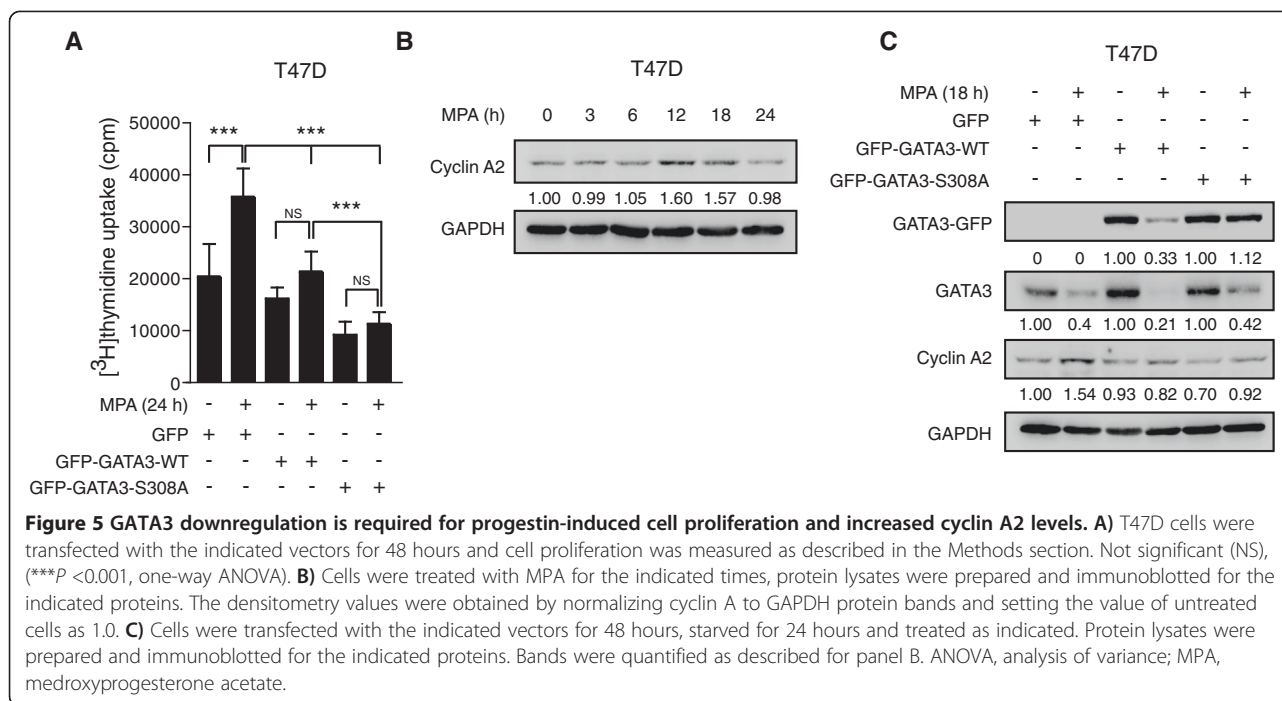 A
T47D
[3H]thymidine uptake (cpm)
50000
40000
30000
20000
10000
0
*** ***
NS ***
NS
MPA (24 h) - + - + - +
GFP + + - - - -
GFP-GATA3-WT - - + + - -
GFP-GATA3-S308A - - - - + +
B
T47D
MPA (h) 0 3 6 12 18 24
Cyclin A2
1.00 0.99 1.05 1.60 1.57 0.98
GAPDH
C
T47D
MPA (18 h) - + - + - +
GFP + + - - - -
GFP-GATA3-WT - - + + - -
GFP-GATA3-S308A - - - - + +
GATA3-GFP
0 0 1.00 0.33 1.00 1.12
GATA3
1.00 0.4 1.00 0.21 1.00 0.42
Cyclin A2
1.00 1.54 0.93 0.82 0.70 0.92
GAPDH
Figure 5 GATA3 downregulation is required for progestin-induced cell proliferation and increased cyclin A2 levels. A) T47D cells were
transfected with the indicated vectors for 48 hours and cell proliferation was measured as described in the Methods section. Not significant (NS),
(***P <0.001, one-way ANOVA). B) Cells were treated with MPA for the indicated times, protein lysates were prepared and immunoblotted for the
indicated proteins. The densitometry values were obtained by normalizing cyclin A to GAPDH protein bands and setting the value of untreated
cells as 1.0. C) Cells were transfected with the indicated vectors for 48 hours, starved for 24 hours and treated as indicated. Protein lysates were
prepared and immunoblotted for the indicated proteins. Bands were quantified as described for panel B. ANOVA, analysis of variance; MPA,
medroxyprogesterone acetate.